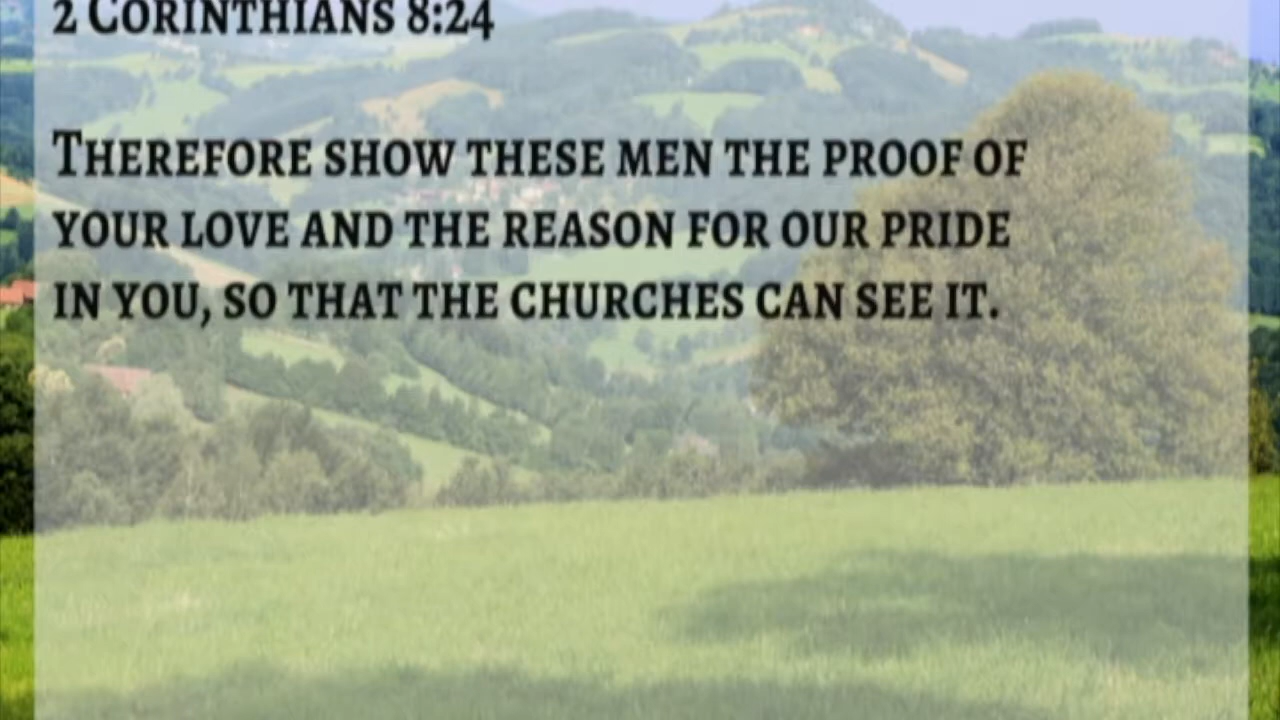 2 Corinthians 8:24
Therefore show these men the proof of
your love and the reason for our pride
in you, so that the churches can see it.